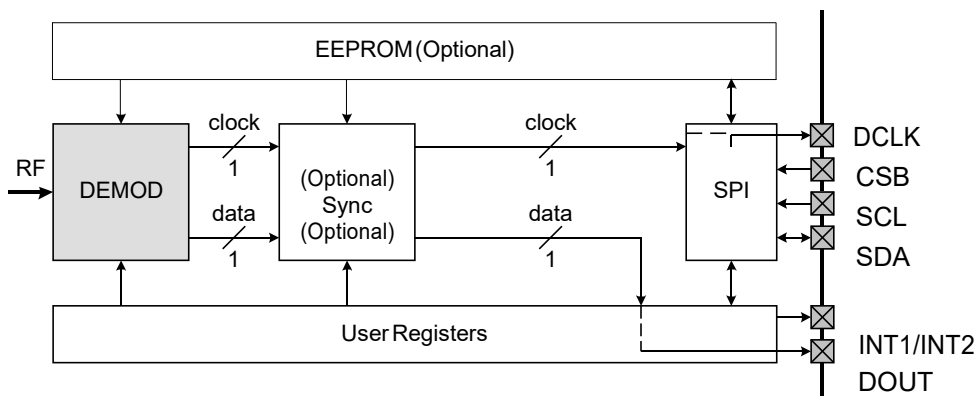 EEPROM (Optional)
clock
clock
1
1
DCLK
RF
DEMOD
(Optional)
Sync
(Optional)
SPI
CSB
SCL
data
data
1
1
SDA
User Registers
INT1/INT2
DOUT